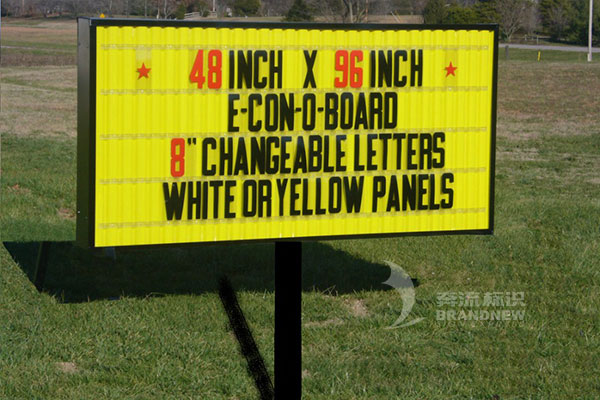 48 INCH X 96 INCH
E-CON-O-BOARD
8" CHANGEABLE LETTERS
WHITE OR YELLOW PANELS
奔流标识
BRANDNEW